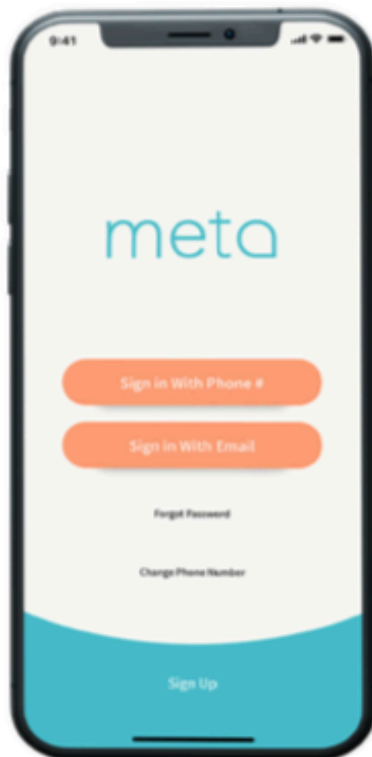 9:41
meta
Sign in With Phone #
Sign in With Email
Forgot Password
Change Phone Number
Sign Up